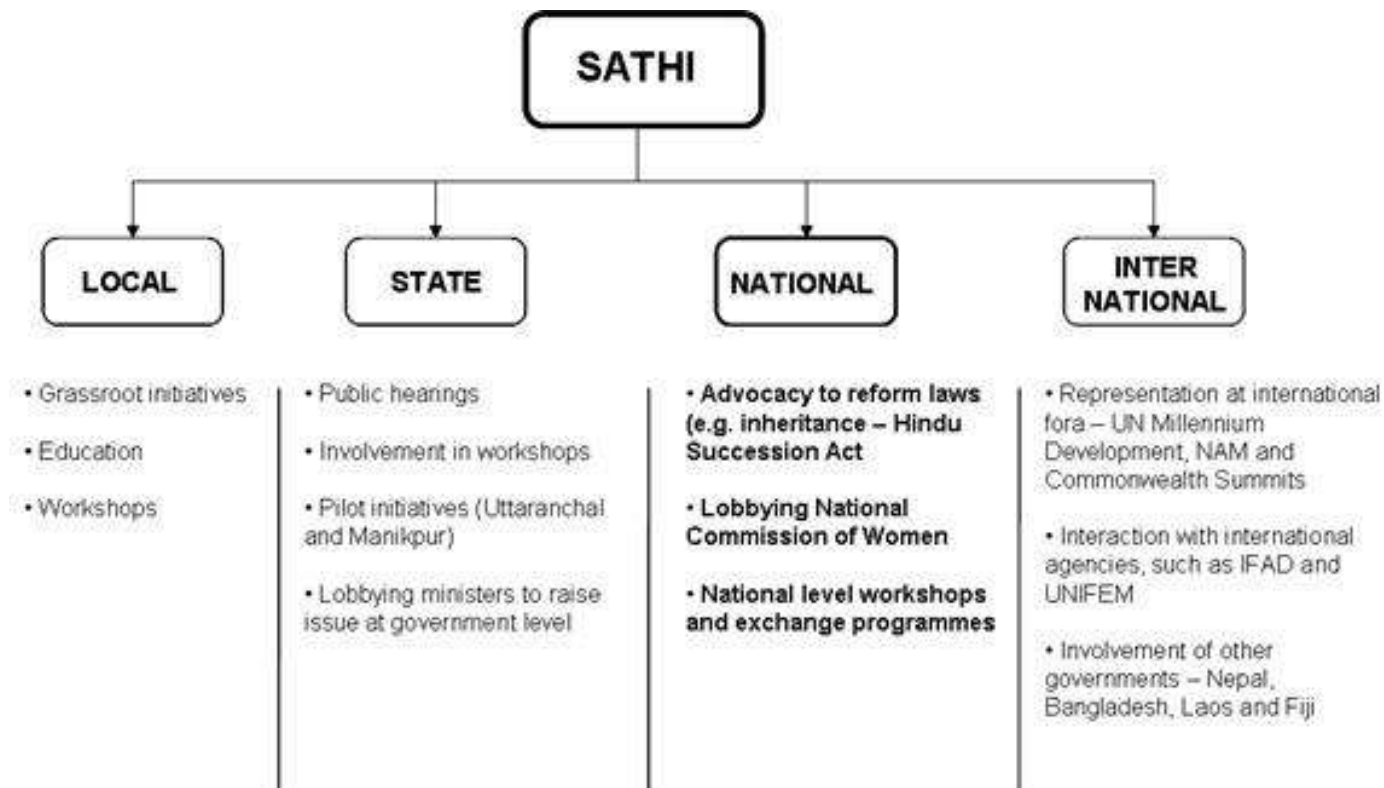 SATHI
LOCAL
STATE
NATIONAL
INTER
NATIONAL
• Grassroot initiatives
• Education
• Workshops
• Public hearings
• Involvement in workshops
• Pilot initiatives (Uttaranchal
and Manikpur)
• Lobbying ministers to raise
issue at government level
• Advocacy to reform laws
(e.g. inheritance – Hindu
Succession Act
• Lobbying National
Commission of Women
• National level workshops
and exchange programmes
• Representation at international
fora – UN Millennium
Development, NAM and
Commonwealth Summits
• Interaction with international
agencies, such as IFAD and
UNIFEM
• Involvement of other
governments – Nepal,
Bangladesh, Laos and Fiji